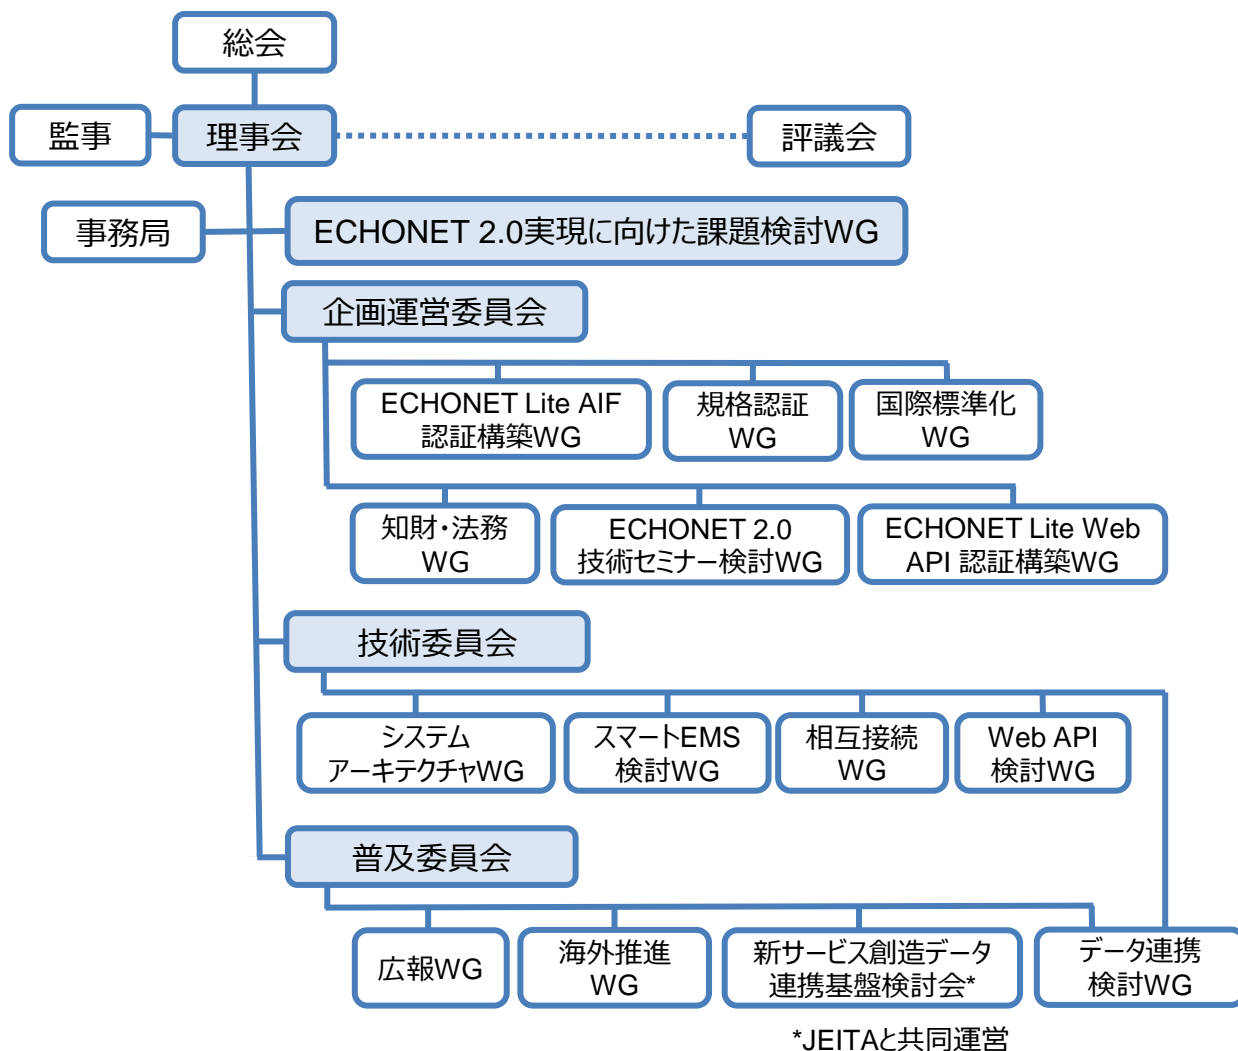 総会
監事
理事会
評議会
事務局
ECHONET 2.0実現に向けた課題検討WG
企画運営委員会
ECHONET Lite AIF
認証構築WG
規格認証
WG
国際標準化
WG
知財・法務
WG
ECHONET 2.0
技術セミナー検討WG
ECHONET Lite Web
API 認証構築WG
技術委員会
システム
アーキテクチャWG
スマートEMS
検討WG
相互接続
WG
Web API
検討WG
普及委員会
広報WG
海外推進
WG
新サービス創造データ
連携基盤検討会*
データ連携
検討WG
*JEITAと共同運営